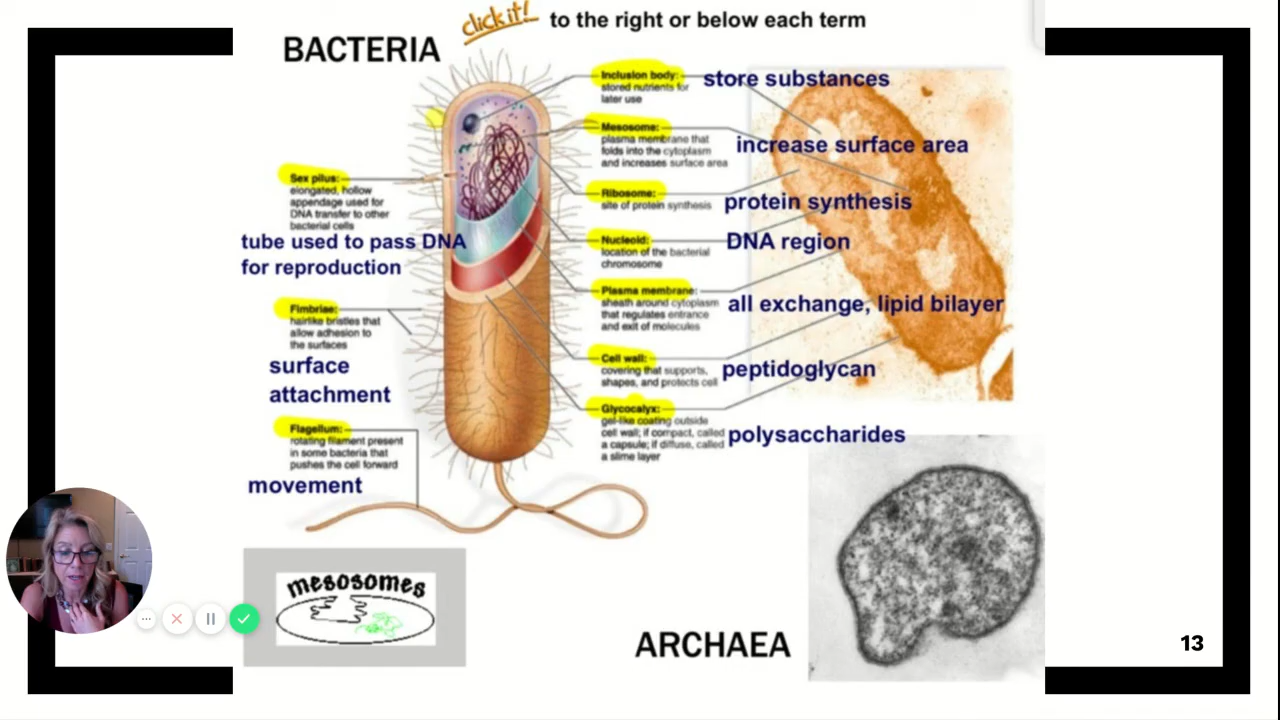 click it! to the right or below each term
BACTERIA
Inclusion body:
stored nutrients for
later use
store substances
Mesosome:
plasma membrane that
folds into the cytoplasm
and increases surface area
increase surface area
Sex pilus:
elongated, hollow
appendage used for
DNA transfer to other
bacterial cells
tube used to pass DNA
for reproduction
Ribosome:
site of protein synthesis
protein synthesis
Nucleoid:
location of the bacterial
chromosome
DNA region
Plasma membrane:
sheath around cytoplasm
that regulates entrance
and exit of molecules
all exchange, lipid bilayer
Fimbriae:
hairlike bristles that
allow adhesion to
the surfaces
surface
attachment
Cell wall:
covering that supports,
shapes, and protects cell
peptidoglycan
Glycocalyx:
gel-like coating outside
cell wall; if compact, called
a capsule; if diffuse, called
a slime layer
polysaccharides
Flagellum:
rotating filament present
in some bacteria that
pushes the cell forward
movement
mesosomes
ARCHAEA
13